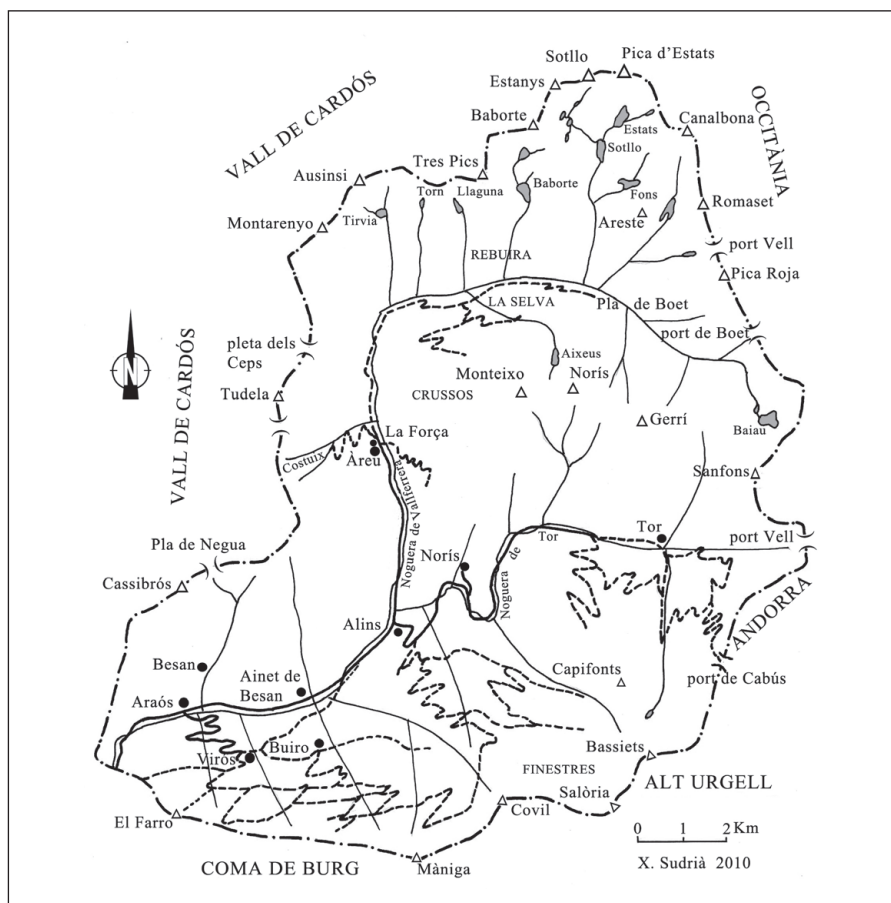 Pica d'Estats
Sotllo
Estanys
OCCITÀNIA
VALL DE CARDÓS
Baborte
Estats
Canalbona
Sotllo
Tres Pics
Ausinsi
Torn
Llaguna
Baborte
Fons
Romaset
Tirvia
Areste
Montarenyo
port Vell
REBUIRA
Pica Roja
LA SELVA
Pla de Boet
port de Boet
N
pleta dels
Ceps
Aixeus
VALL DE CARDÓS
Monteixo
Norís
Tudela
CRUSSOS
Gerrí
Baiau
La Força
Àreu
Costuix
Sanfons
Noguera de Vallferrera
Tor
Tor
port Vell
Pla de Negua
Norís
Noguera de
Cassibrós
ANDORRA
Alins
Besan
Ainet de
Besan
Capifonts
port de Cabús
Araós
Buiro
Bassiets
Virós
FINESTRES
ALT URGELL
Salòria
El Farro
Covil
0 1 2 Km
COMA DE BURG
Màniga
X. Sudrià 2010